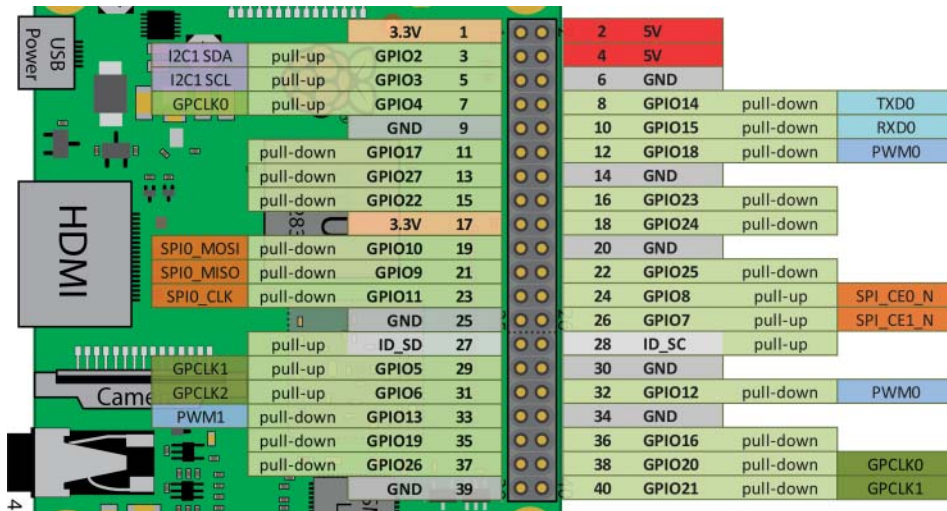 USB Power
HDMI
Came
4
283
3.3V 1 2 5V
I2C1 SDA pull-up GPIO2 3 4 5V
I2C1 SCL pull-up GPIO3 5 6 GND
GPCLK0 pull-up GPIO4 7 8 GPIO14 pull-down TXD0
GND 9 10 GPIO15 pull-down RXD0
pull-down GPIO17 11 12 GPIO18 pull-down PWM0
pull-down GPIO27 13 14 GND
pull-down GPIO22 15 16 GPIO23 pull-down
3.3V 17 18 GPIO24 pull-down
SPI0_MOSI pull-down GPIO10 19 20 GND
SPI0_MISO pull-down GPIO9 21 22 GPIO25 pull-down
SPI0_CLK pull-down GPIO11 23 24 GPIO8 pull-up SPI_CE0_N
GND 25 26 GPIO7 pull-up SPI_CE1_N
pull-up ID_SD 27 28 ID_SC pull-up
GPCLK1 pull-up GPIO5 29 30 GND
GPCLK2 pull-up GPIO6 31 32 GPIO12 pull-down PWM0
PWM1 pull-down GPIO13 33 34 GND
pull-down GPIO19 35 36 GPIO16 pull-down
pull-down GPIO26 37 38 GPIO20 pull-down GPCLK0
GND 39 40 GPIO21 pull-down GPCLK1